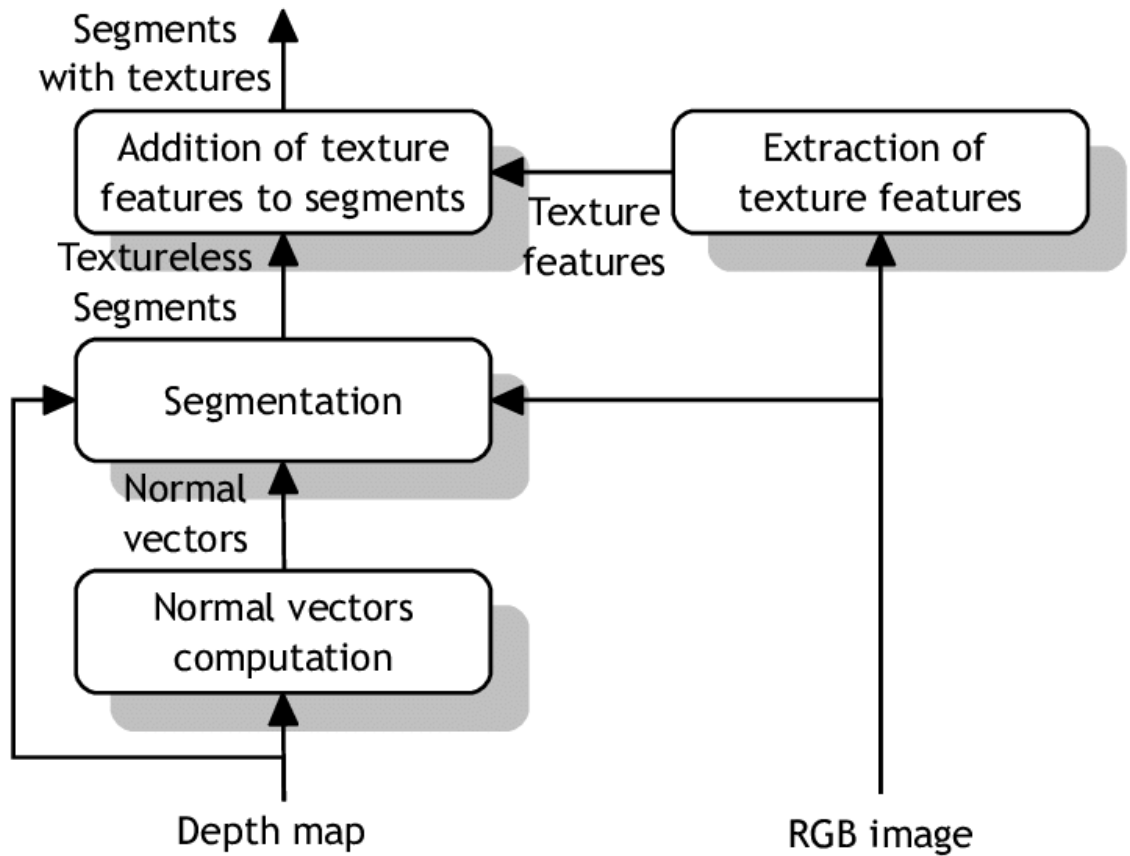 Segments
with textures
Addition of texture
features to segments
Extraction of
texture features
Texture
features
Textureless
Segments
Segmentation
Normal
vectors
Normal vectors
computation
Depth map
RGB image